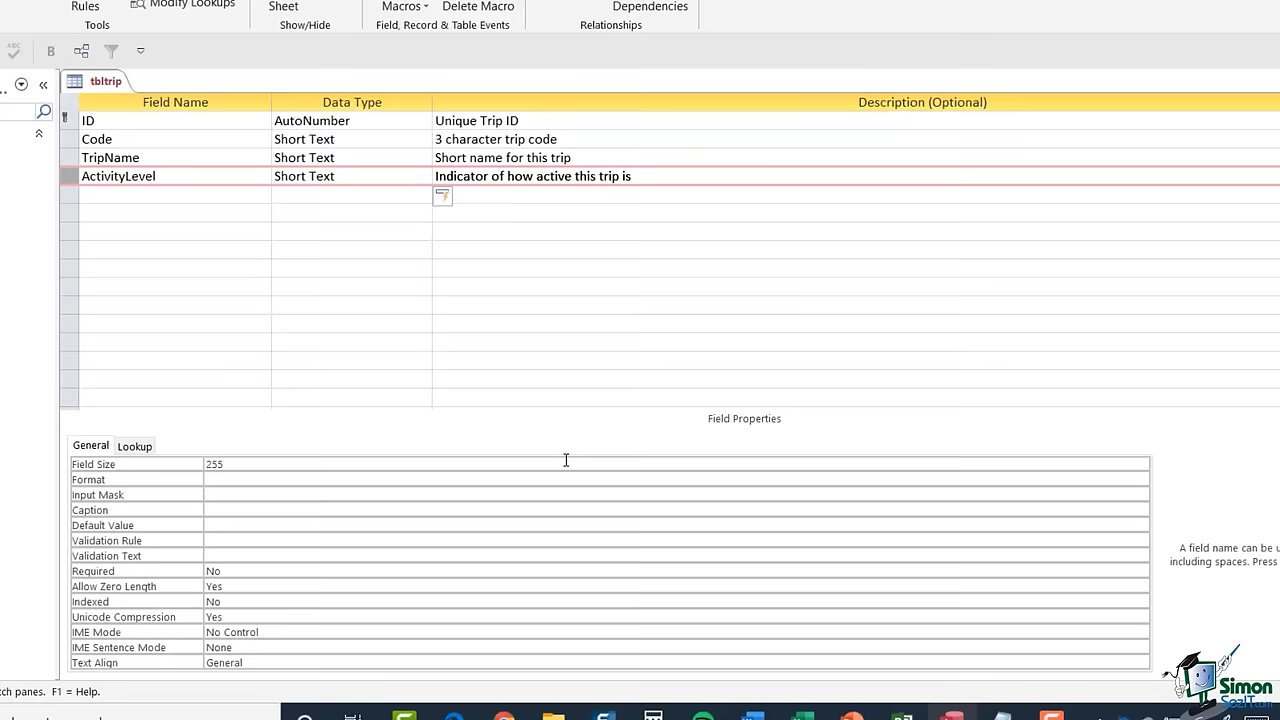 Rules
Modify Lookups
Sheet
Macros
Delete Macro
Dependencies
Tools
Show/Hide
Field, Record & Table Events
Relationships
ABC
B
tbltrip
Field Name Data Type Description (Optional)
ID AutoNumber Unique Trip ID
Code Short Text 3 character trip code
TripName Short Text Short name for this trip
ActivityLevel Short Text Indicator of how active this trip is
Field Properties
General Lookup
Field Size 255
Format
Input Mask
Caption
Default Value
Validation Rule
Validation Text
Required No
Allow Zero Length Yes
Indexed No
Unicode Compression Yes
IME Mode No Control
IME Sentence Mode None
Text Align General
A field name can be u
including spaces. Press
tch panes. F1 = Help.
Simon
SezIT.com